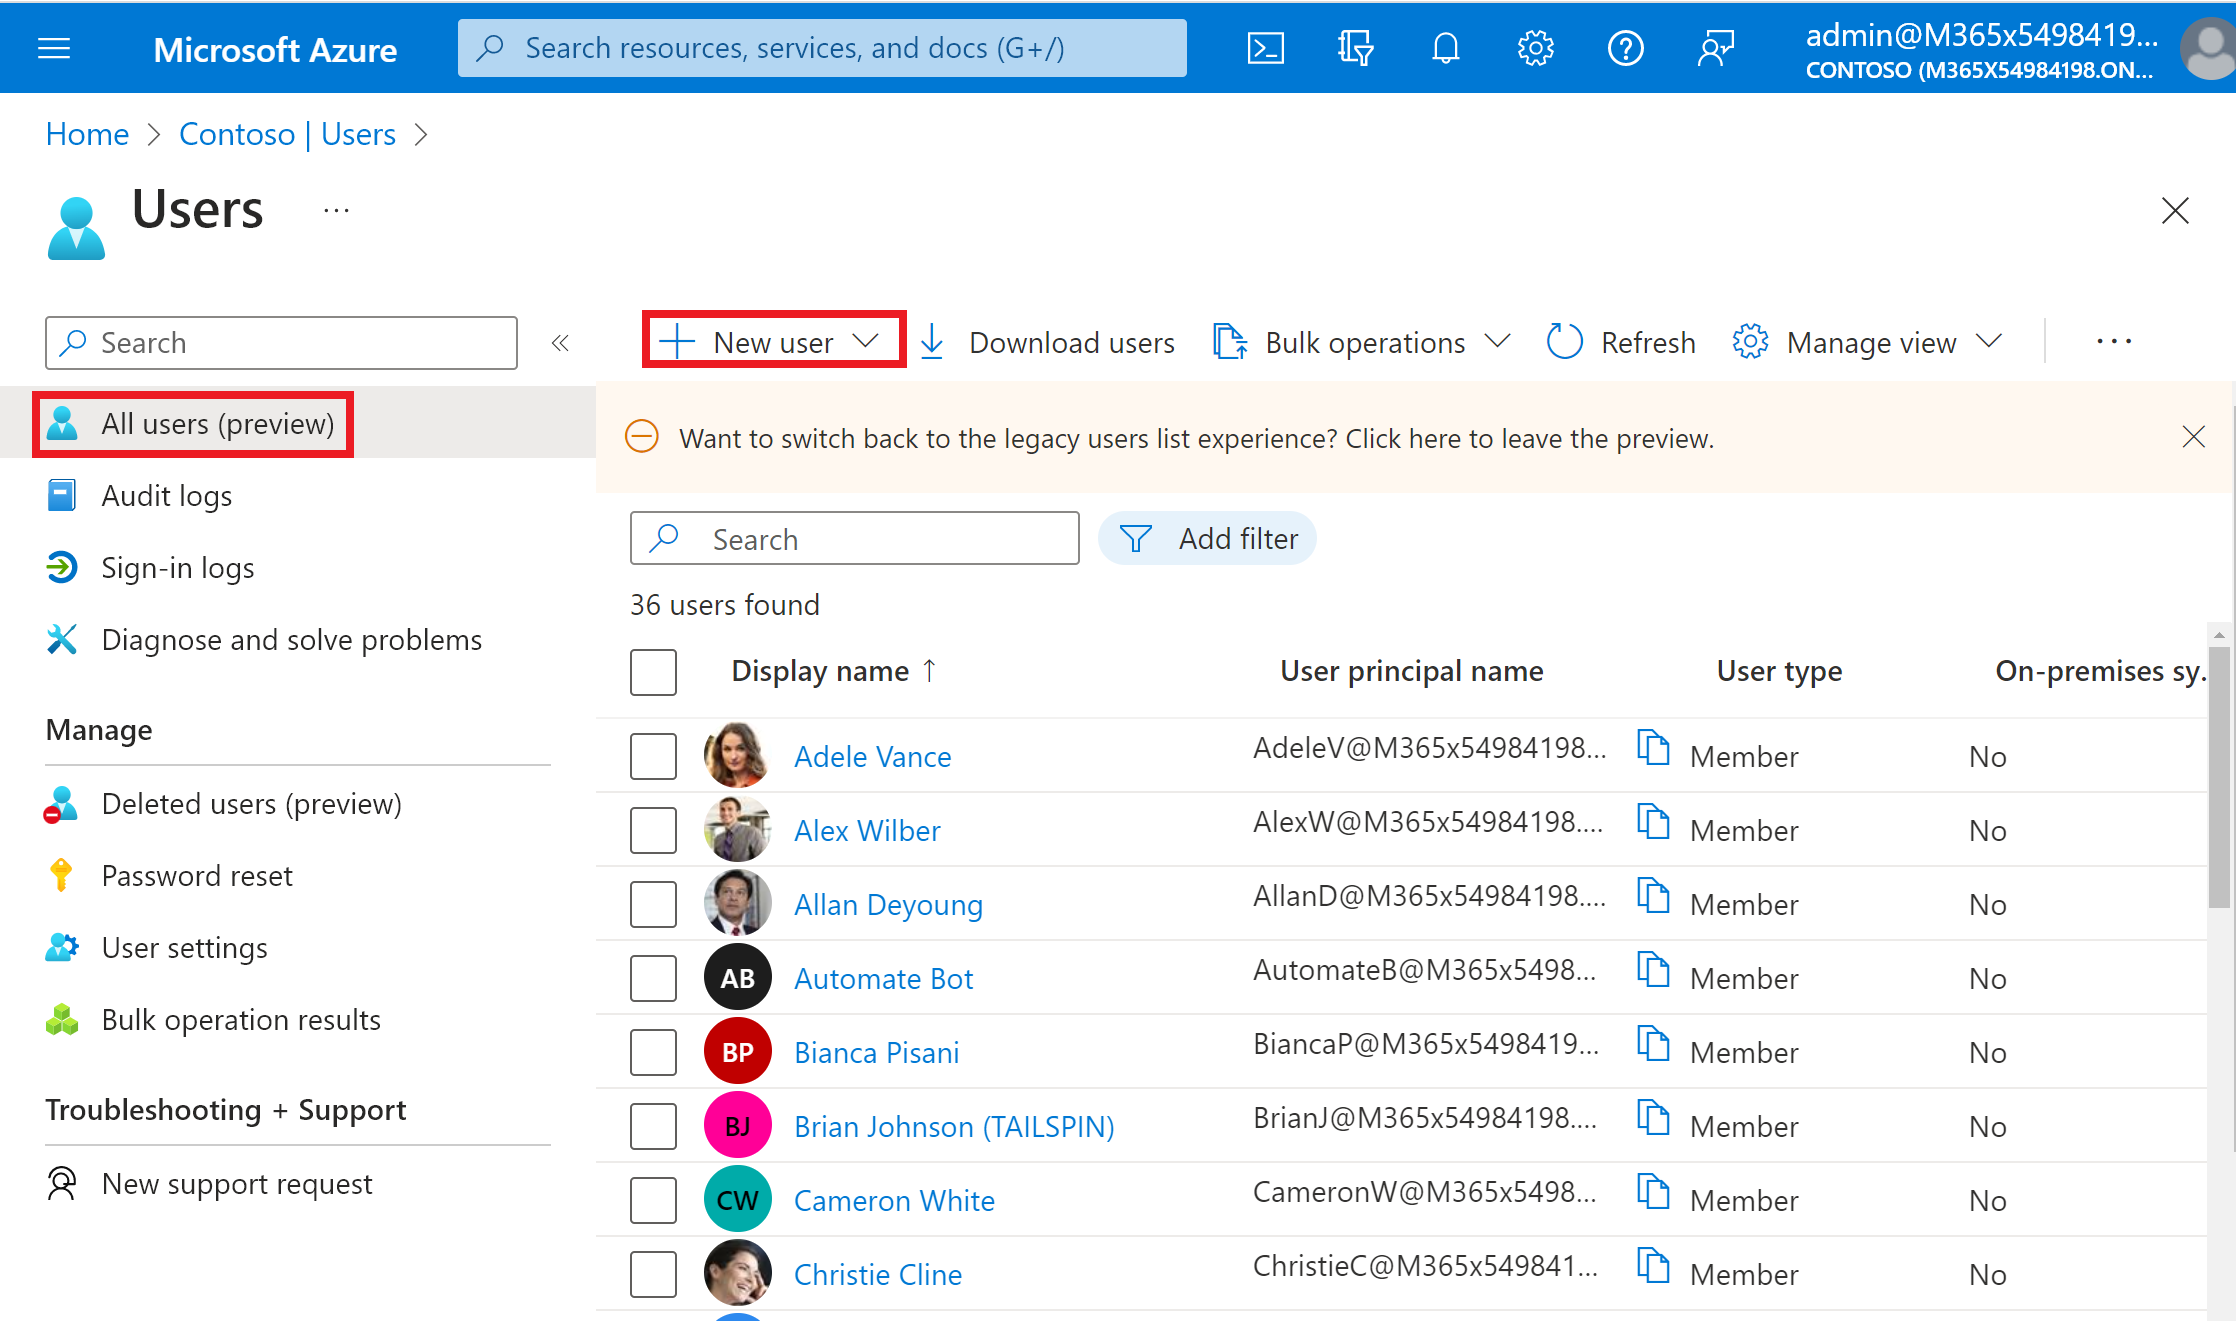 Microsoft Azure
Search resources, services, and docs (G+/)
admin@M365x5498419...
CONTOSO (M365X54984198.ON...
Home > Contoso | Users >
Users ...
Search «
New user
Download users
Bulk operations
Refresh
Manage view
...
All users (preview)
Audit logs
Sign-in logs
Diagnose and solve problems
Manage
Deleted users (preview)
Password reset
User settings
Bulk operation results
Troubleshooting + Support
New support request
Want to switch back to the legacy users list experience? Click here to leave the preview.
Search
Add filter
36 users found
Display name ↑ User principal name User type On-premises sy.
Adele Vance AdeleV@M365x54984198... Member No
Alex Wilber AlexW@M365x54984198.... Member No
Allan Deyoung AllanD@M365x54984198.... Member No
AB Automate Bot AutomateB@M365x5498... Member No
BP Bianca Pisani BiancaP@M365x5498419... Member No
BJ Brian Johnson (TAILSPIN) BrianJ@M365x54984198.... Member No
CW Cameron White CameronW@M365x5498... Member No
Christie Cline ChristieC@M365x549841... Member No